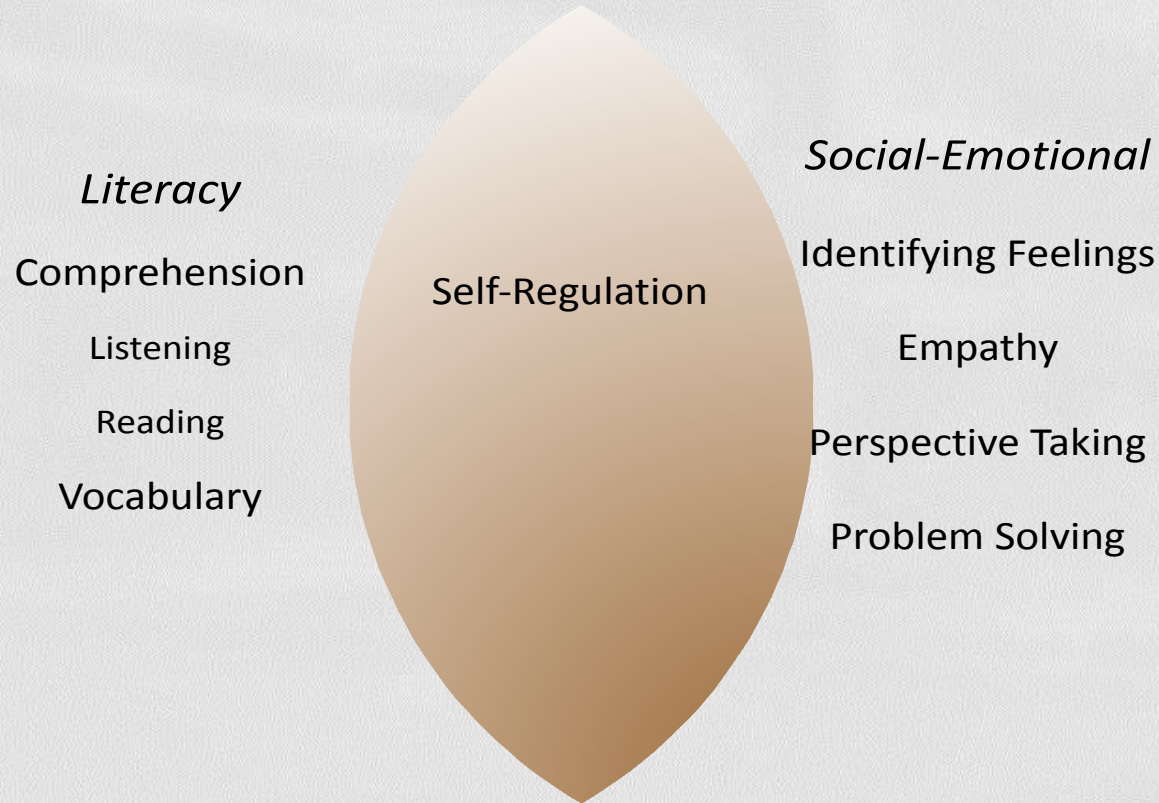 Literacy
Comprehension
Listening
Reading
Vocabulary
Self-Regulation
Social-Emotional
Identifying Feelings
Empathy
Perspective Taking
Problem Solving